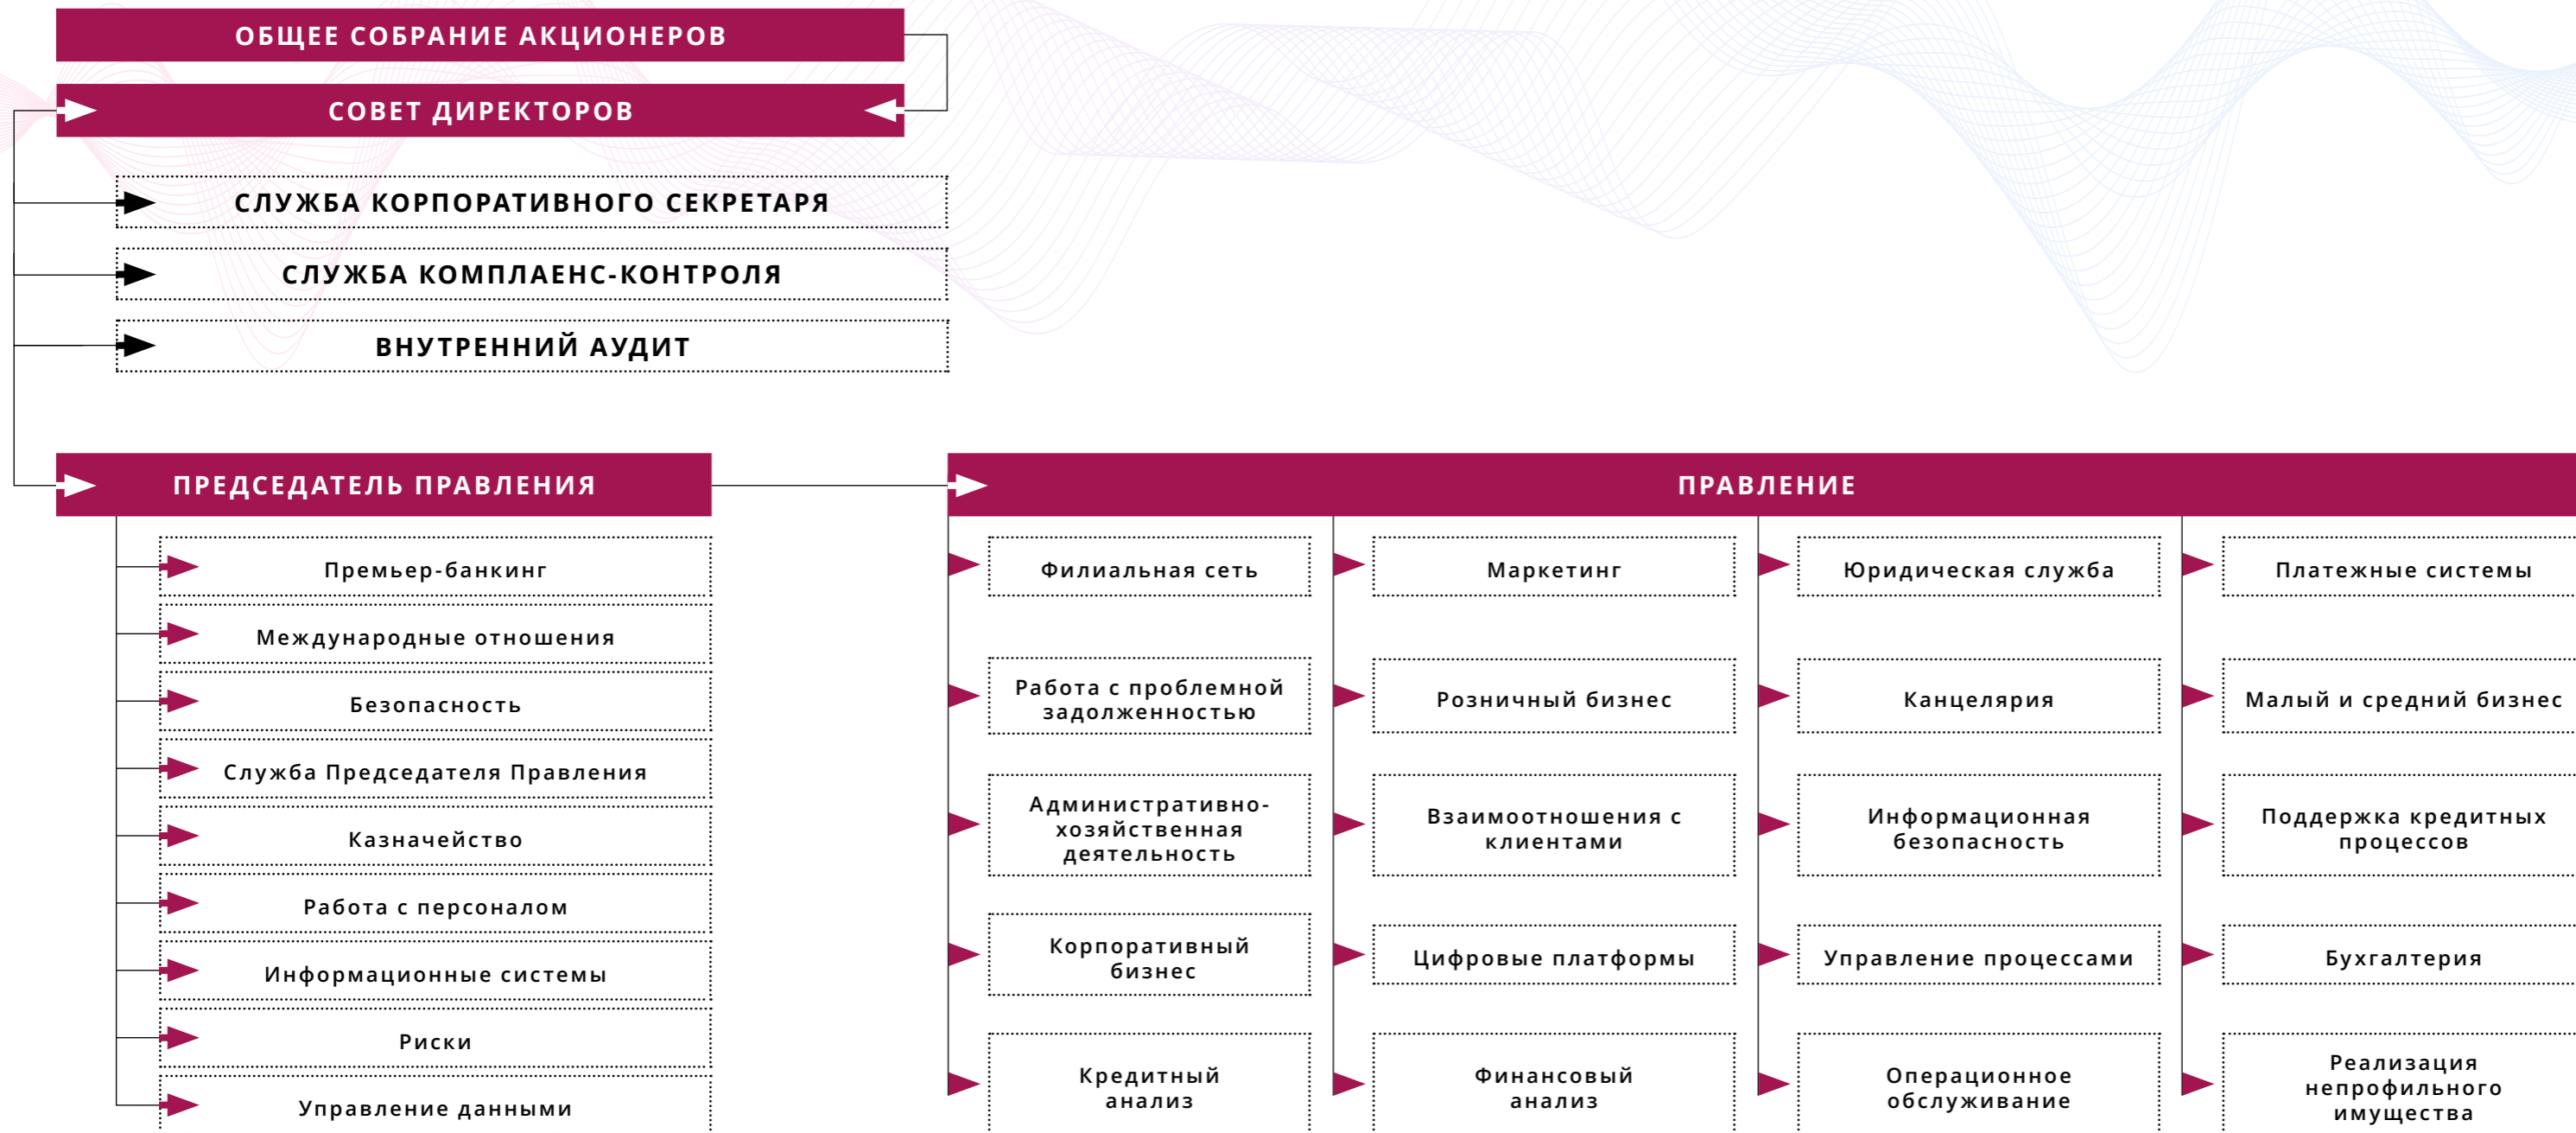 ОБЩЕЕ СОБРАНИЕ АКЦИОНЕРОВ
СОВЕТ ДИРЕКТОРОВ
СЛУЖБА КОРПОРАТИВНОГО СЕКРЕТАРЯ
СЛУЖБА КОМПЛАЕНС-КОНТРОЛЯ
ВНУТРЕННИЙ АУДИТ
ПРЕДСЕДАТЕЛЬ ПРАВЛЕНИЯ
Премьер-банкинг
Международные отношения
Безопасность
Служба Председателя Правления
Казначейство
Работа с персоналом
Информационные системы
Риски
Управление данными
ПРАВЛЕНИЕ
Филиальная сеть
Работа с проблемной
задолженностью
Административно-
хозяйственная
деятельность
Корпоративный
бизнес
Кредитный
анализ
Маркетинг
Розничный бизнес
Взаимоотношения с
клиентами
Цифровые платформы
Финансовый
анализ
Юридическая служба
Канцелярия
Информационная
безопасность
Управление процессами
Операционное
обслуживание
Платежные системы
Малый и средний бизнес
Поддержка кредитных
процессов
Бухгалтерия
Реализация
непрофильного
имущества